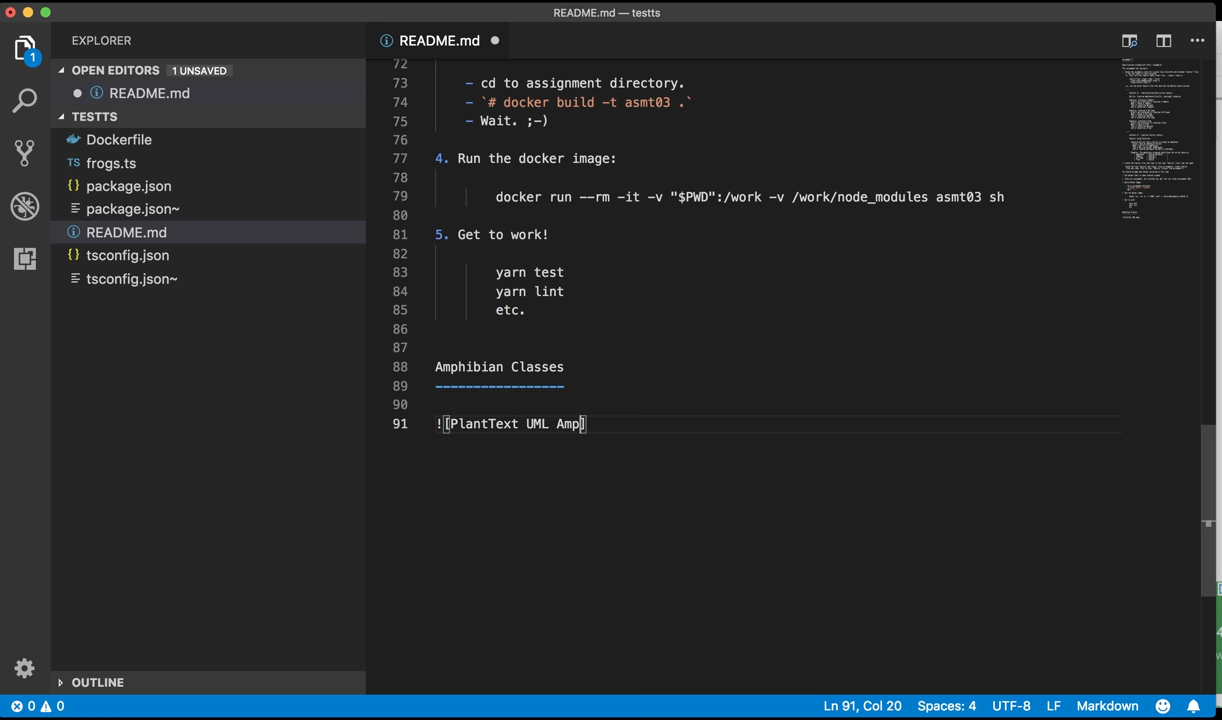 README.md — testts
EXPLORER
README.md
OPEN EDITORS 1 UNSAVED
README.md
TESTTS
Dockerfile
TS frogs.ts
{} package.json
package.json~
README.md
{} tsconfig.json
tsconfig.json~
OUTLINE
1
72
73 - cd to assignment directory.
74 - `# docker build -t asmt03 .`
75 - Wait. ;-)
76
77 4. Run the docker image:
78
79 docker run --rm -it -v "$PWD":/work -v /work/node_modules asmt03 sh
80
81 5. Get to work!
82
83 yarn test
84 yarn lint
85 etc.
86
87
88 Amphibian Classes
89 -----------------
90
91 ![PlantText UML Amp]
0 0 Ln 91, Col 20 Spaces: 4 UTF-8 LF Markdown